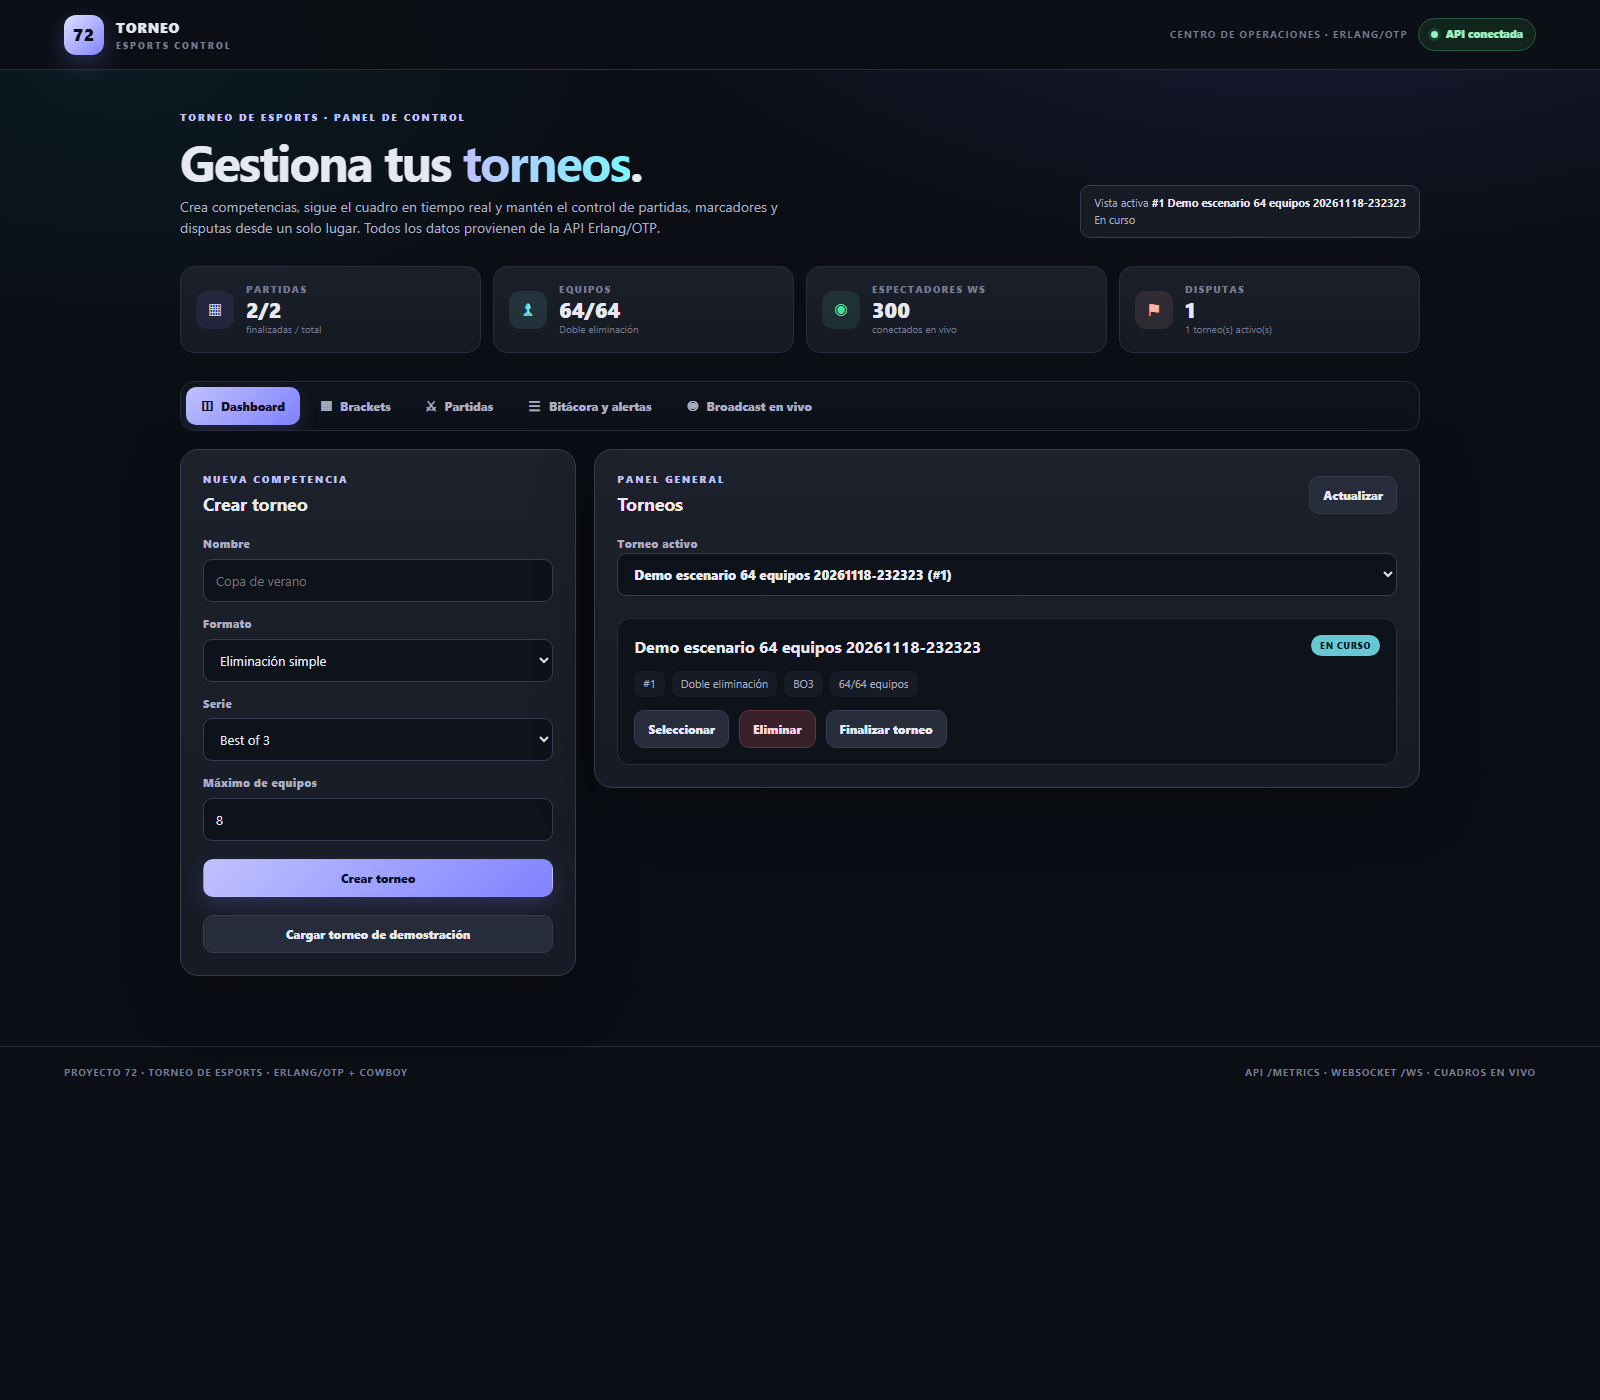 72
TORNEO
ESPORTS CONTROL
CENTRO DE OPERACIONES · ERLANG/OTP
API conectada
TORNEO DE ESPORTS · PANEL DE CONTROL
Gestiona tus torneos.
Crea competencias, sigue el cuadro en tiempo real y mantén el control de partidas, marcadores y
disputas desde un solo lugar. Todos los datos provienen de la API Erlang/OTP.
Vista activa #1 Demo escenario 64 equipos 20261118-232323
En curso
PARTIDAS
2/2
finalizadas / total
EQUIPOS
64/64
Doble eliminación
ESPECTADORES WS
300
conectados en vivo
DISPUTAS
1
1 torneo(s) activo(s)
Dashboard
Brackets
Partidas
Bitácora y alertas
Broadcast en vivo
NUEVA COMPETENCIA
Crear torneo
Nombre
Copa de verano
Formato
Eliminación simple
Serie
Best of 3
Máximo de equipos
8
Crear torneo
Cargar torneo de demostración
PANEL GENERAL
Torneos
Actualizar
Torneo activo
Demo escenario 64 equipos 20261118-232323 (#1)
Demo escenario 64 equipos 20261118-232323
EN CURSO
#1
Doble eliminación
BO3
64/64 equipos
Seleccionar
Eliminar
Finalizar torneo
PROYECTO 72 · TORNEO DE ESPORTS · ERLANG/OTP + COWBOY
API /METRICS · WEBSOCKET /WS · CUADROS EN VIVO